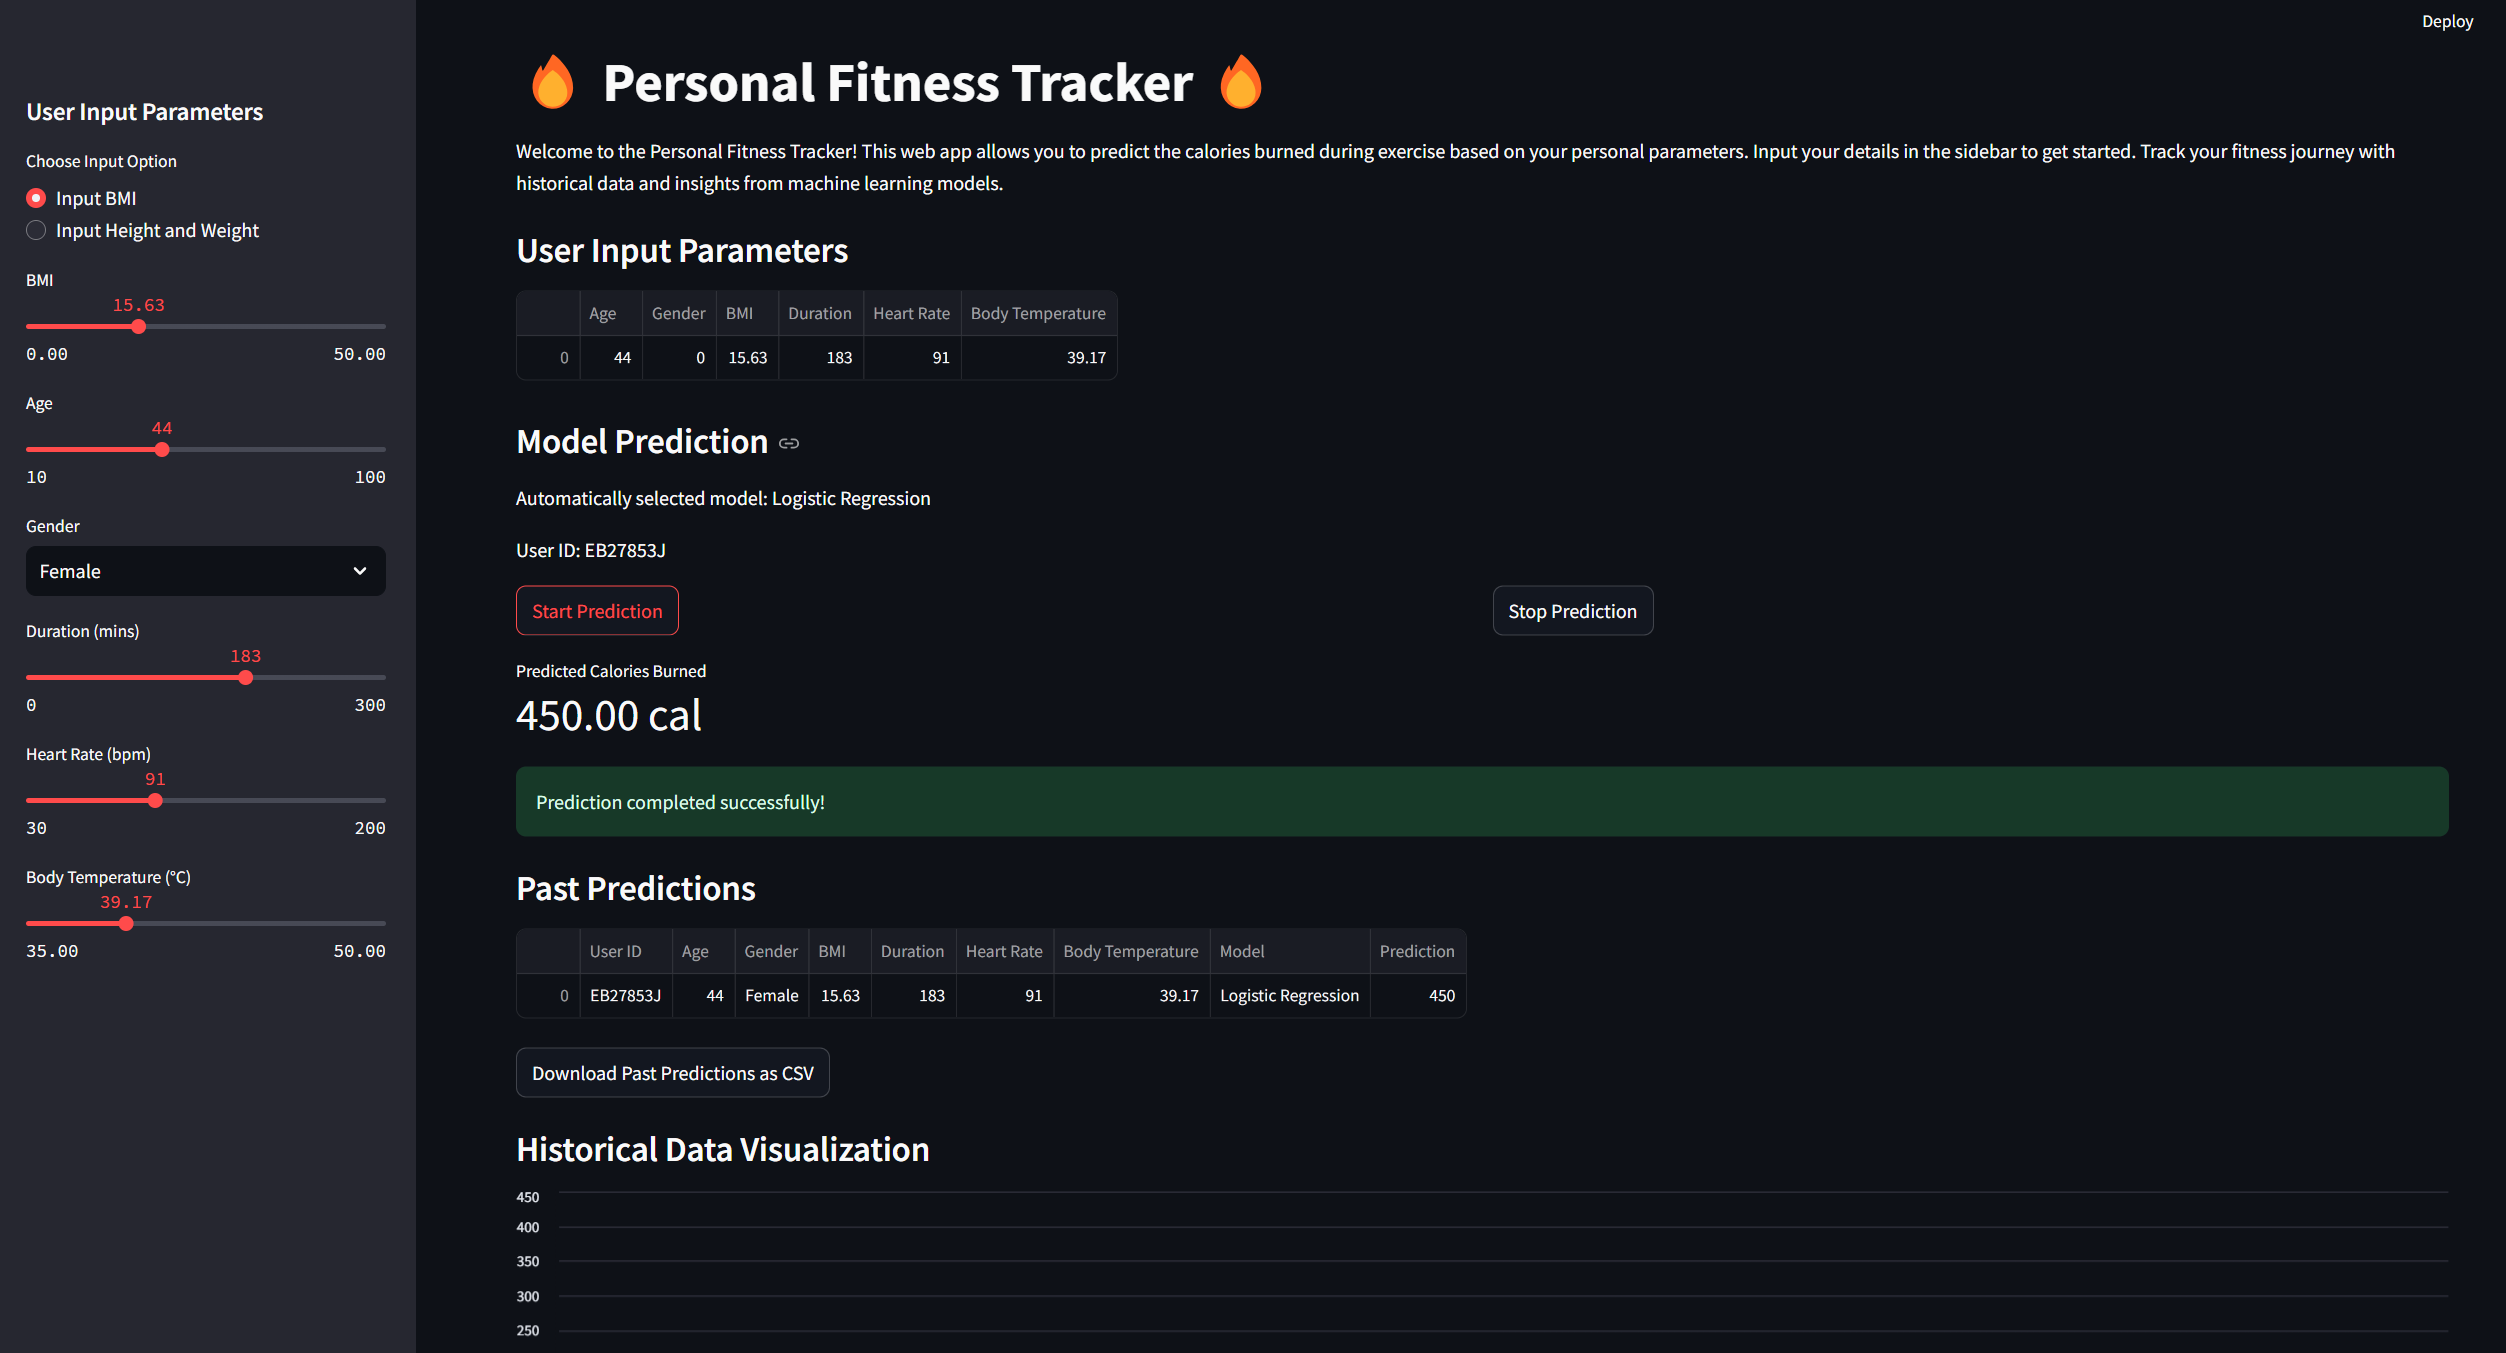 Deploy
User Input Parameters
Choose Input Option
Input BMI
Input Height and Weight
BMI
15.63
0.00 50.00
Age
44
10 100
Gender
Female
Duration (mins)
183
0 300
Heart Rate (bpm)
91
30 200
Body Temperature (°C)
39.17
35.00 50.00
Personal Fitness Tracker
Welcome to the Personal Fitness Tracker! This web app allows you to predict the calories burned during exercise based on your personal parameters. Input your details in the sidebar to get started. Track your fitness journey with
historical data and insights from machine learning models.
User Input Parameters
Age Gender BMI Duration Heart Rate Body Temperature
0 44 0 15.63 183 91 39.17
Model Prediction
Automatically selected model: Logistic Regression
User ID: EB27853J
Start Prediction Stop Prediction
Predicted Calories Burned
450.00 cal
Prediction completed successfully!
Past Predictions
User ID Age Gender BMI Duration Heart Rate Body Temperature Model Prediction
0 EB27853J 44 Female 15.63 183 91 39.17 Logistic Regression 450
Download Past Predictions as CSV
Historical Data Visualization
450
400
350
300
250